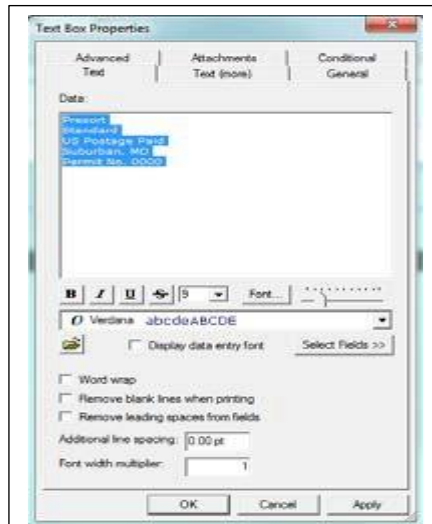 Text Box Properties
Advanced Attachments Conditional
Text Text (more) General
Data:
Presort
Standard
US Postage Paid
Suburban, MO
Permit No. 0000
B I U S 9 Font...
O Verdana abcdeABCDE
Display data entry font Select Fields >>
Word wrap
Remove blank lines when printing
Remove leading spaces from fields
Additional line spacing: 0.00 pt
Font width multiplier: 1
OK Cancel Apply